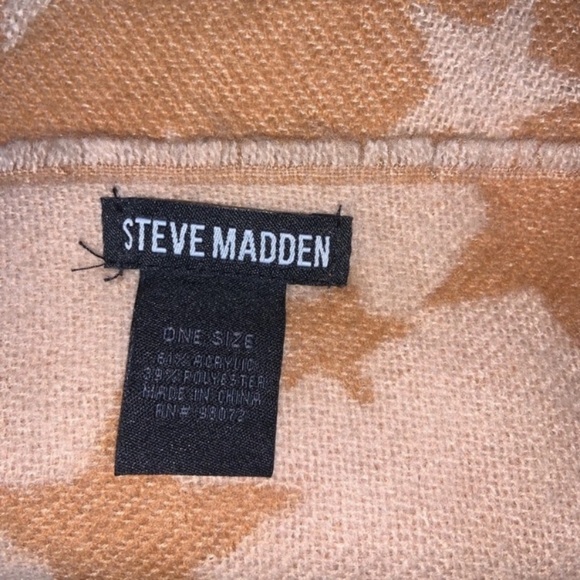 STEVE MADDEN
ONE SIZE
61% ACRYLIC
39% POLYESTER
MADE IN CHINA
RN# 98072